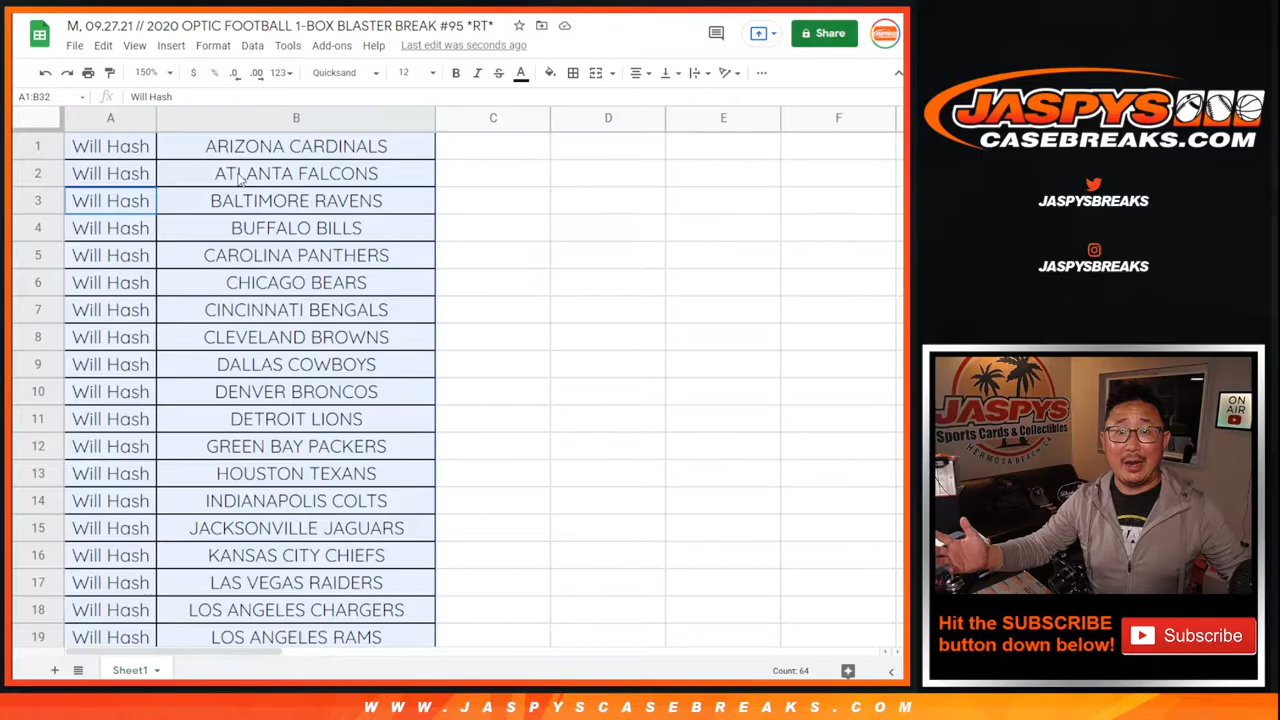 M, 09.27.21 // 2020 OPTIC FOOTBALL 1-BOX BLASTER BREAK #95 *RT*
File Edit View Insert Format Data Tools Add-ons Help Last edit was seconds ago
Share
150% $ % .0 .00 123 Quicksand 12 B I S A
A1:B32 fx Will Hash
A B C D E F
1 Will Hash ARIZONA CARDINALS
2 Will Hash ATLANTA FALCONS
3 Will Hash BALTIMORE RAVENS
4 Will Hash BUFFALO BILLS
5 Will Hash CAROLINA PANTHERS
6 Will Hash CHICAGO BEARS
7 Will Hash CINCINNATI BENGALS
8 Will Hash CLEVELAND BROWNS
9 Will Hash DALLAS COWBOYS
10 Will Hash DENVER BRONCOS
11 Will Hash DETROIT LIONS
12 Will Hash GREEN BAY PACKERS
13 Will Hash HOUSTON TEXANS
14 Will Hash INDIANAPOLIS COLTS
15 Will Hash JACKSONVILLE JAGUARS
16 Will Hash KANSAS CITY CHIEFS
17 Will Hash LAS VEGAS RAIDERS
18 Will Hash LOS ANGELES CHARGERS
19 Will Hash LOS ANGELES RAMS
Sheet1
Count: 64
JASPYS
CASEBREAKS.COM
JASPYSBREAKS
JASPYSBREAKS
JASPYS
Sports Cards & Collectibles
HERMOSA BEACH, CA
ON
AIR
Hit the SUBSCRIBE
button down below!
Subscribe
WWW.JASPYSCASEBREAKS.COM